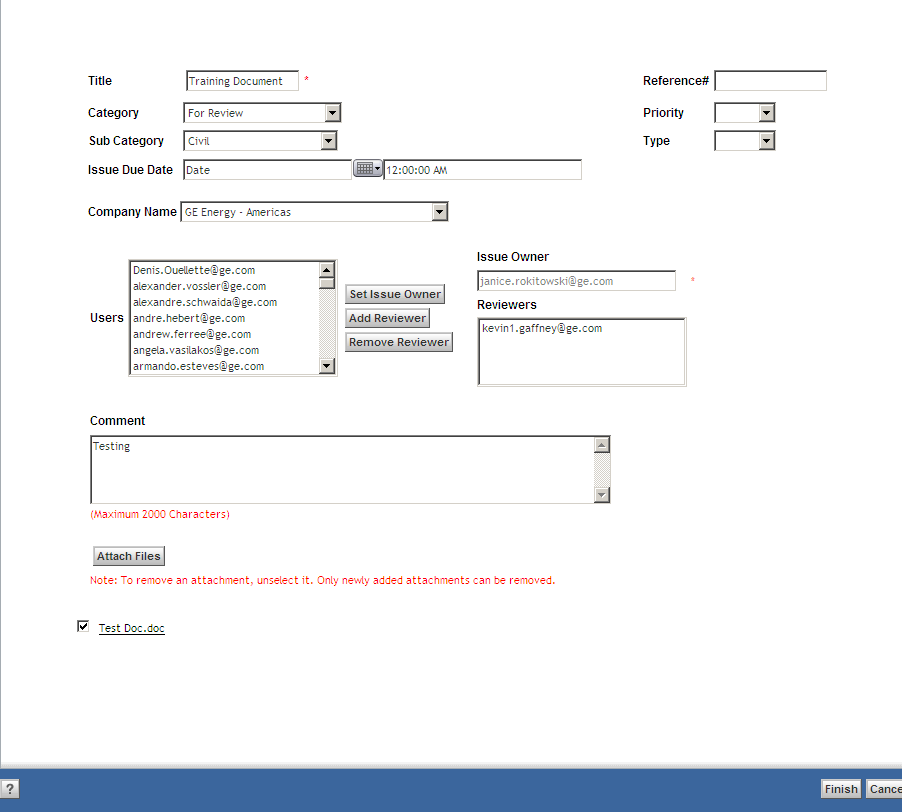 Title Training Document * Reference#
Category For Review Priority
Sub Category Civil Type
Issue Due Date Date 12:00:00 AM
Company Name GE Energy - Americas
Issue Owner
Denis.Ouellette@ge.com
alexander.vossler@ge.com
alexandre.schwaida@ge.com
Users andre.hebert@ge.com
andrew.ferree@ge.com
angela.vasilakos@ge.com
armando.esteves@ge.com
Set Issue Owner
Add Reviewer
Remove Reviewer
janice.rokitowski@ge.com *
Reviewers
kevin1.gaffney@ge.com
Comment
Testing
(Maximum 2000 Characters)
Attach Files
Note: To remove an attachment, unselect it. Only newly added attachments can be removed.
Test Doc.doc
? Finish Cance